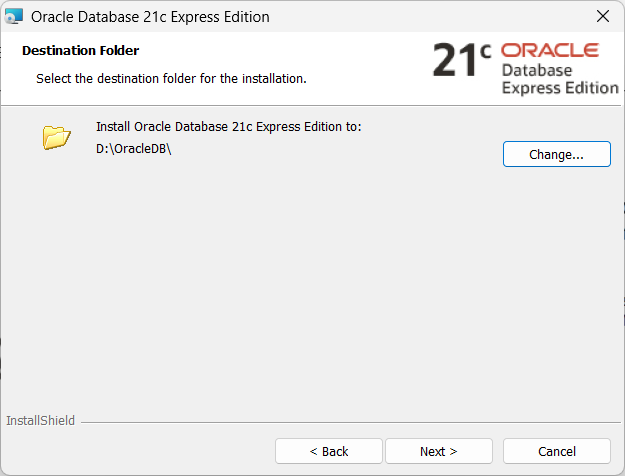 Oracle Database 21c Express Edition
Destination Folder
Select the destination folder for the installation.
21c ORACLE
Database
Express Edition
Install Oracle Database 21c Express Edition to:
D:\OracleDB\
Change...
InstallShield
< Back
Next >
Cancel